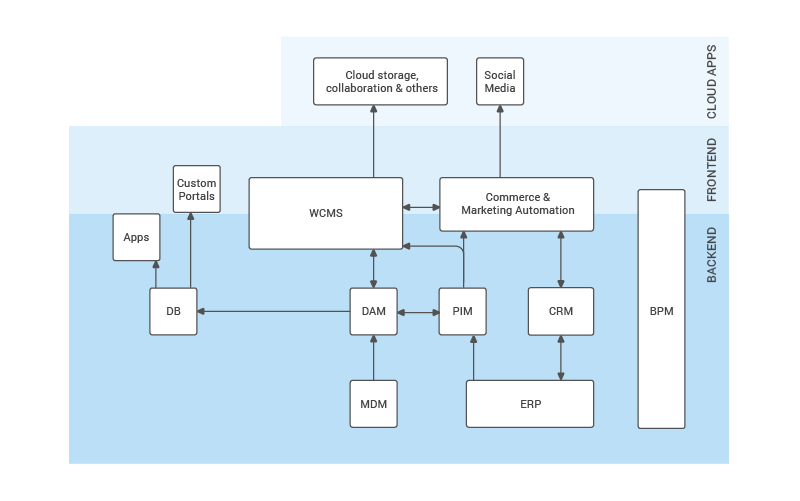 CLOUD APPS
Cloud storage,
collaboration & others
Social
Media
FRONTEND
Custom
Portals
WCMS
Commerce &
Marketing Automation
BACKEND
Apps
DB
DAM
PIM
CRM
BPM
MDM
ERP